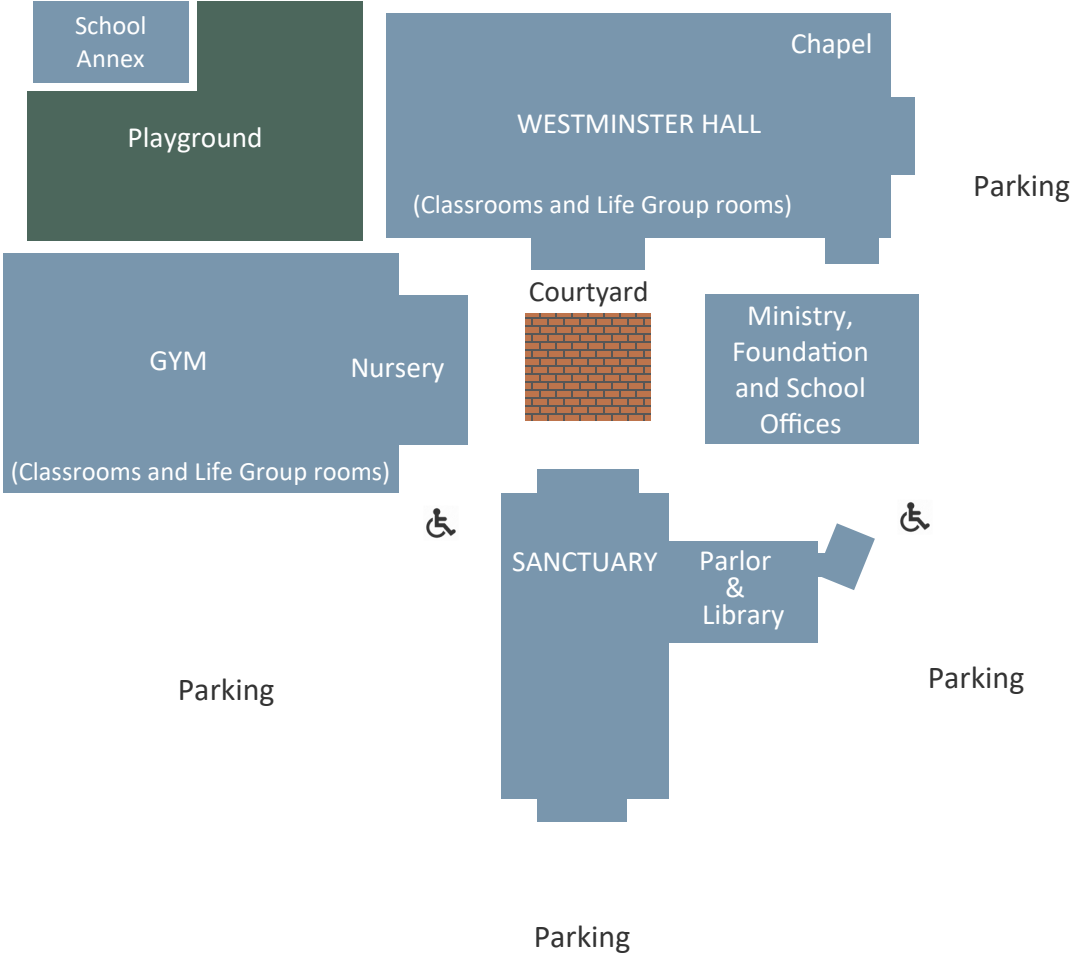 School
Annex
Playground
Chapel
WESTMINSTER HALL
(Classrooms and Life Group rooms)
Parking
Courtyard
GYM
Nursery
(Classrooms and Life Group rooms)
Ministry,
Foundation
and School
Offices
SANCTUARY
Parlor
&
Library
Parking
Parking
Parking